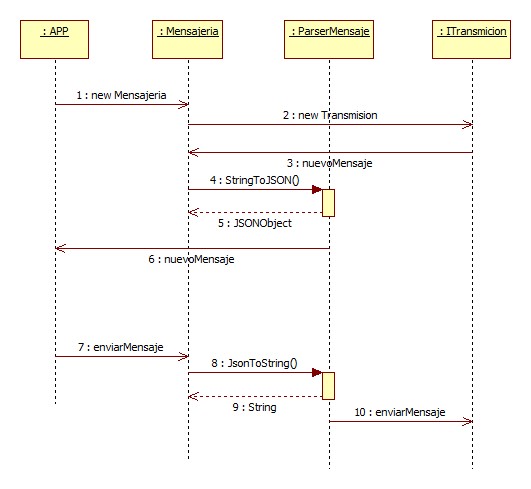 : APP
: Mensajeria
: ParserMensaje
: ITransmicion
1 : new Mensajeria
2 : new Transmision
3 : nuevoMensaje
4 : StringToJSON()
5 : JSONObject
6 : nuevoMensaje
7 : enviarMensaje
8 : JsonToString()
9 : String
10 : enviarMensaje